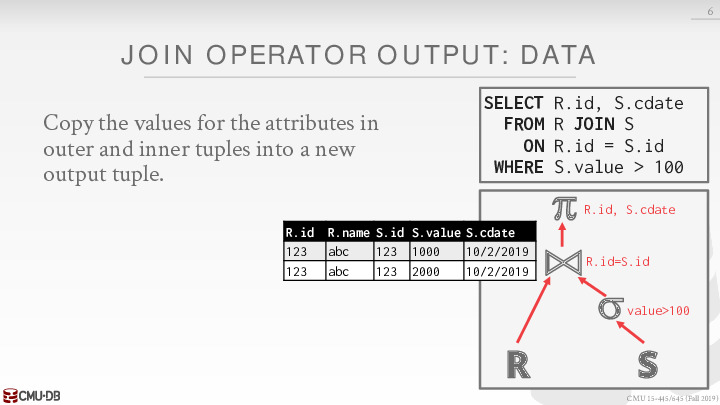 6
JOIN OPERATOR OUTPUT: DATA
Copy the values for the attributes in
outer and inner tuples into a new
output tuple.
SELECT R.id, S.cdate
FROM R JOIN S
ON R.id = S.id
WHERE S.value > 100
R.id R.name S.id S.value S.cdate
123 abc 123 1000 10/2/2019
123 abc 123 2000 10/2/2019
π R.id, S.cdate
⋈ R.id=S.id
σ value>100
R S
CMU·DB
CMU 15-445/645 (Fall 2019)